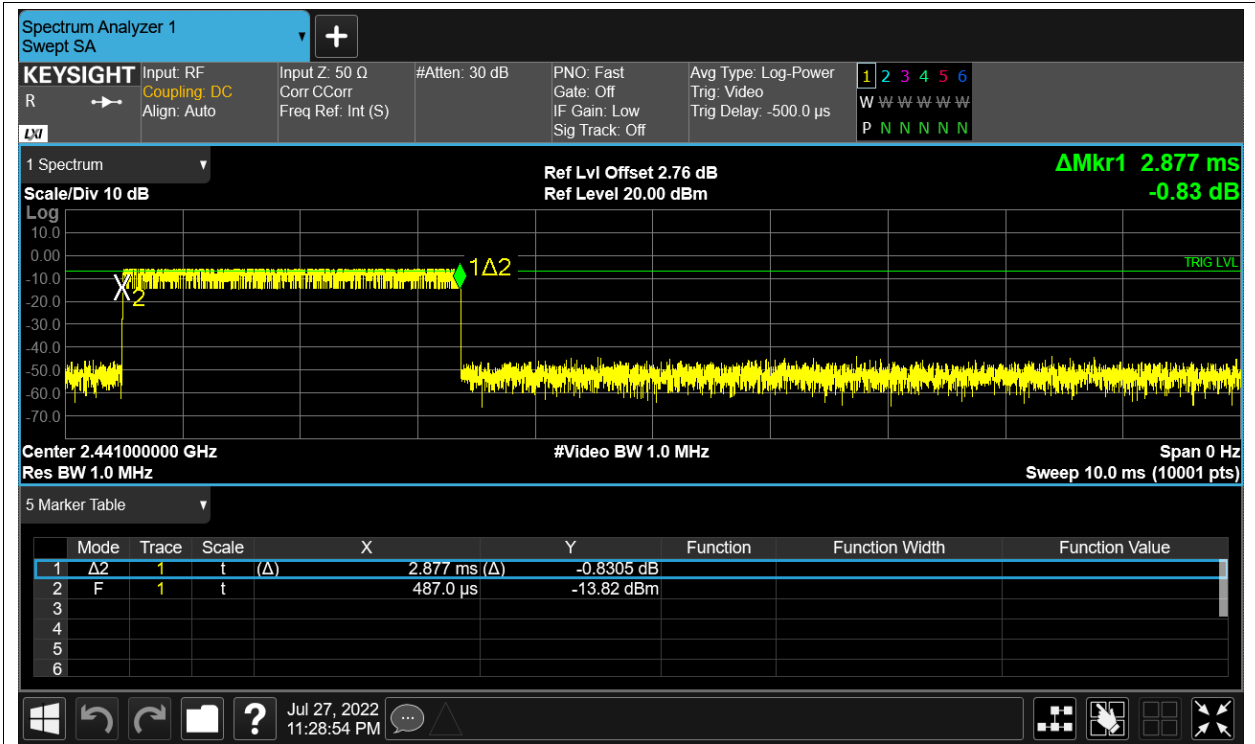 Spectrum Analyzer 1
Swept SA
KEYSIGHT Input: RF Input Z: 50 Ω #Atten: 30 dB PNO: Fast Avg Type: Log-Power 1 2 3 4 5 6
R Coupling: DC Corr CCorr Gate: Off Trig: Video W W W W W W
Align: Auto Freq Ref: Int (S) IF Gain: Low Trig Delay: -500.0 µs
LXI Sig Track: Off P N N N N N
1 Spectrum Ref Lvl Offset 2.76 dB ΔMkr1 2.877 ms
Scale/Div 10 dB Ref Level 20.00 dBm -0.83 dB
Log
10.0
0.00
1Δ2 TRIG LVL
-10.0
2
-20.0
-30.0
-40.0
-50.0
-60.0
-70.0
Center 2.441000000 GHz #Video BW 1.0 MHz Span 0 Hz
Res BW 1.0 MHz Sweep 10.0 ms (10001 pts)
5 Marker Table
Mode Trace Scale X Y Function Function Width Function Value
1 Δ2 1 t (Δ) 2.877 ms (Δ) -0.8305 dB
2 F 1 t 487.0 µs -13.82 dBm
3
4
5
6
? Jul 27, 2022
11:28:54 PM